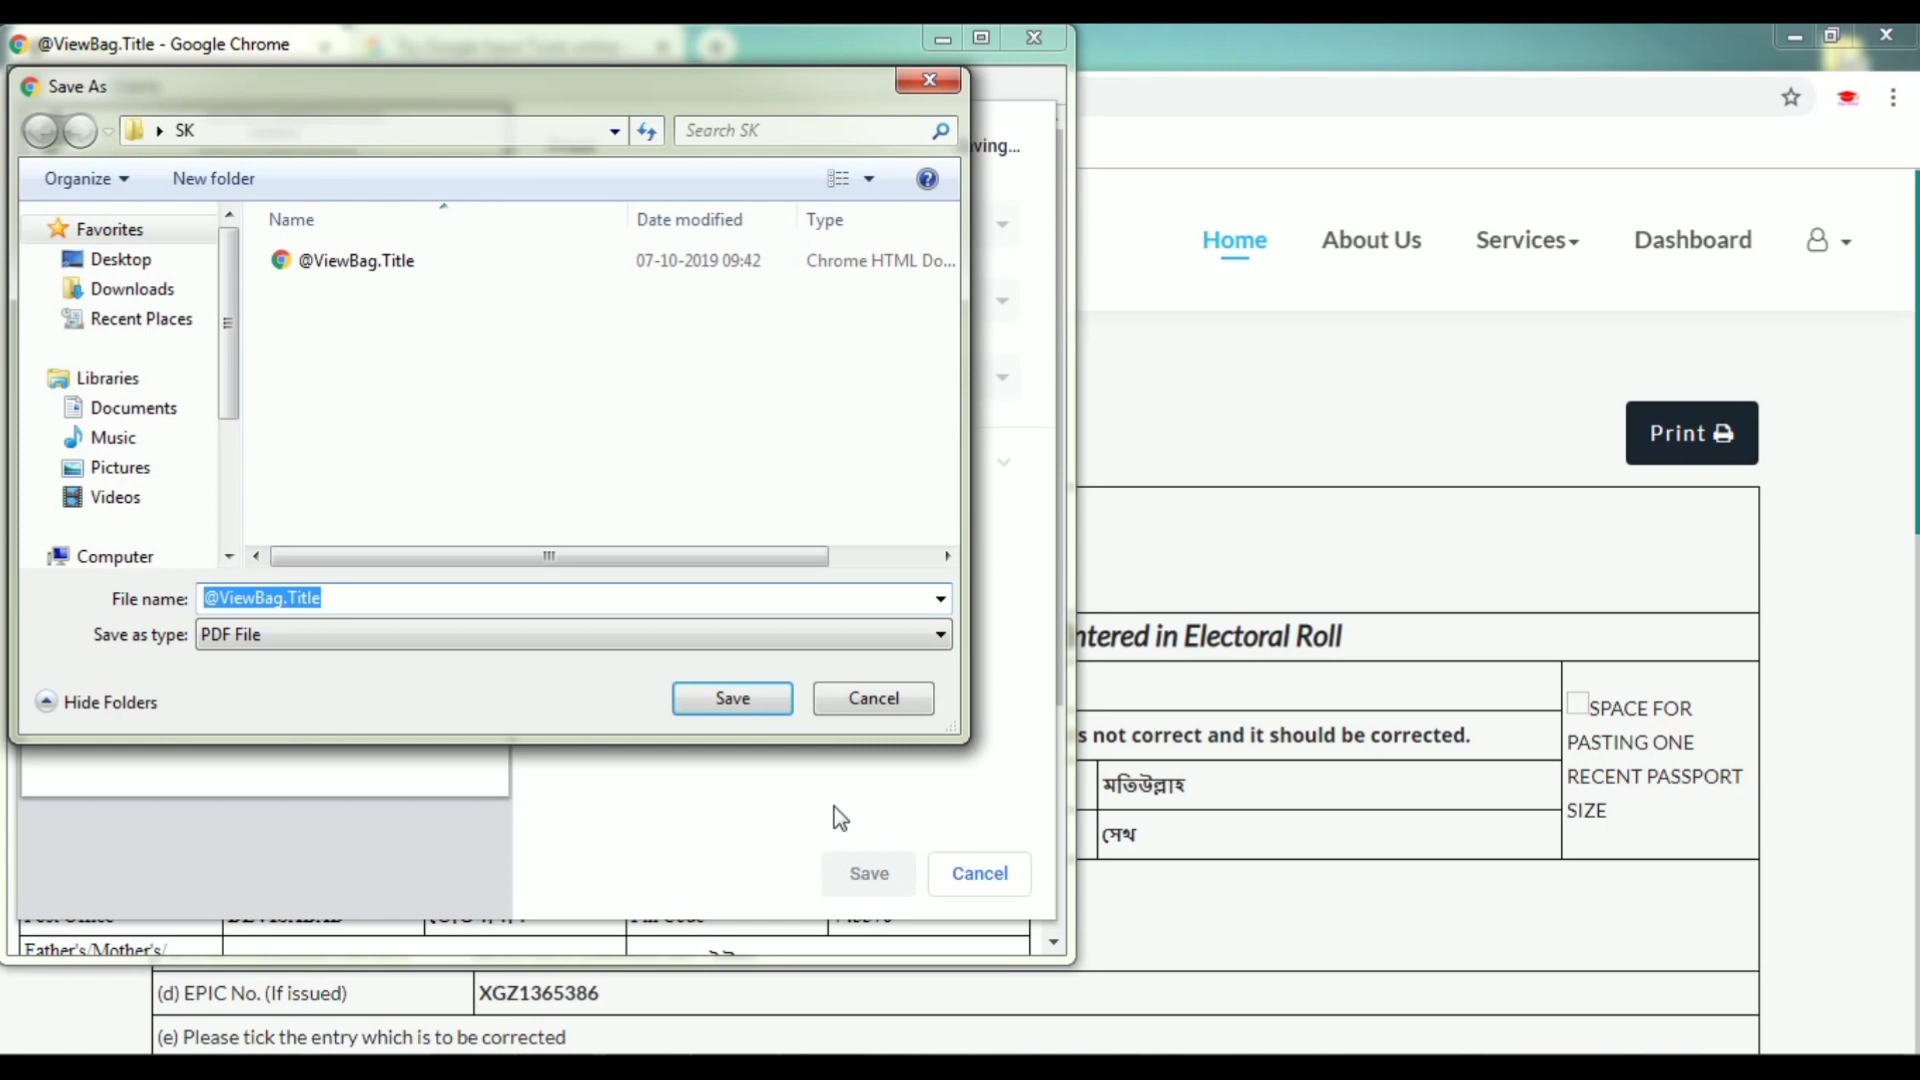 @ViewBag.Title - Google Chrome
Save As
SK
Search SK
ving...
Organize
New folder
Home
About Us
Services
Dashboard
Name
Date modified
Type
Favorites
@ViewBag.Title
07-10-2019 09:42
Chrome HTML Do...
Desktop
Downloads
Recent Places
Libraries
Documents
Music
Pictures
Videos
Computer
Print
File name:
@ViewBag.Title
Save as type:
PDF File
ntered in Electoral Roll
Hide Folders
Save
Cancel
SPACE FOR
PASTING ONE
RECENT PASSPORT
SIZE
s not correct and it should be corrected.
মতিউল্লাহ
সেখ
Save
Cancel
Father's/Mother's/
(d) EPIC No. (If issued)
XGZ1365386
(e) Please tick the entry which is to be corrected